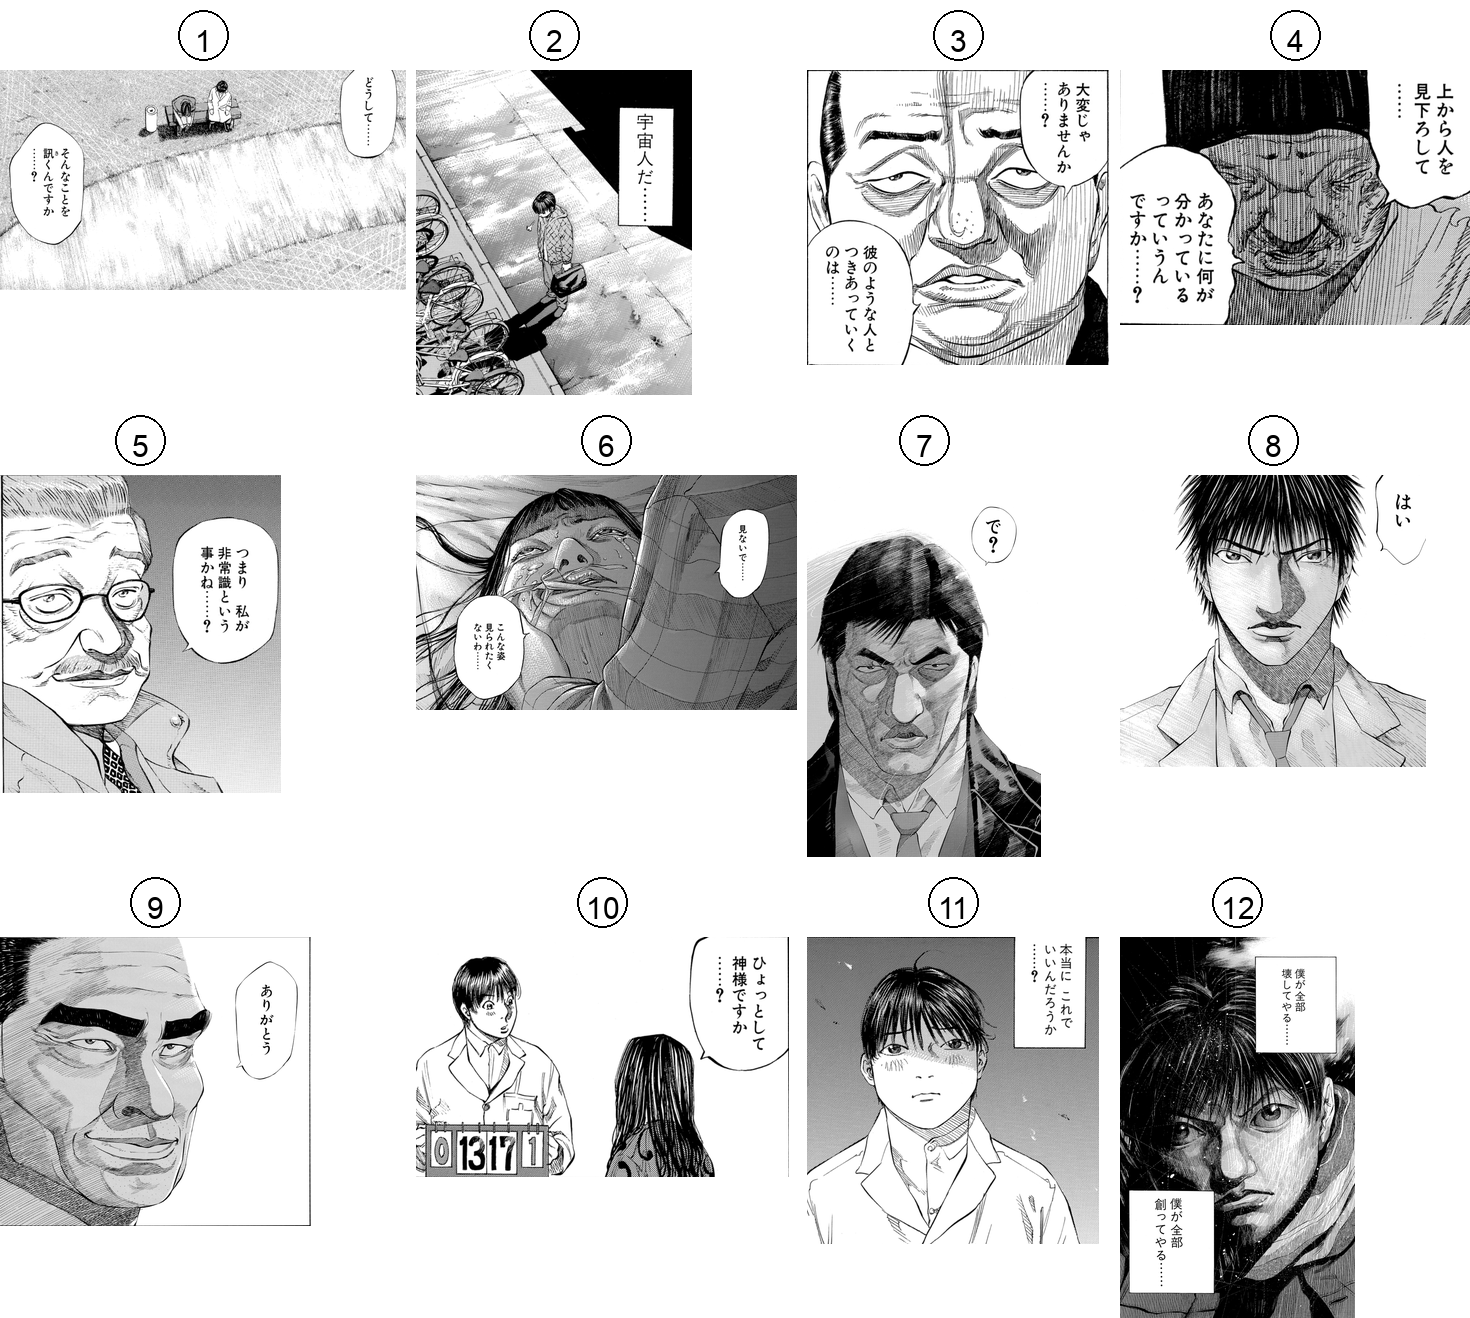 1
どうして……
そんなことを
訊くんですか
……？
き
2
宇宙人だ……
3
大変じゃ
ありませんか
……？
彼のような人と
つきあっていく
のは……
4
上から人を
見下ろして
……
あなたに何が
分かっている
っていうん
ですか……？
5
つまり 私が
非常識という
事かね……？
6
見ないで……
こんな姿
見られたく
ないわ……
7
で？
8
はい
9
ありがとう
10
ひょっとして
神様ですか
……？
0 13 17 1
11
本当に これで
いいんだろうか
……？
12
僕が全部
壊してやる……
僕が全部
創ってやる……